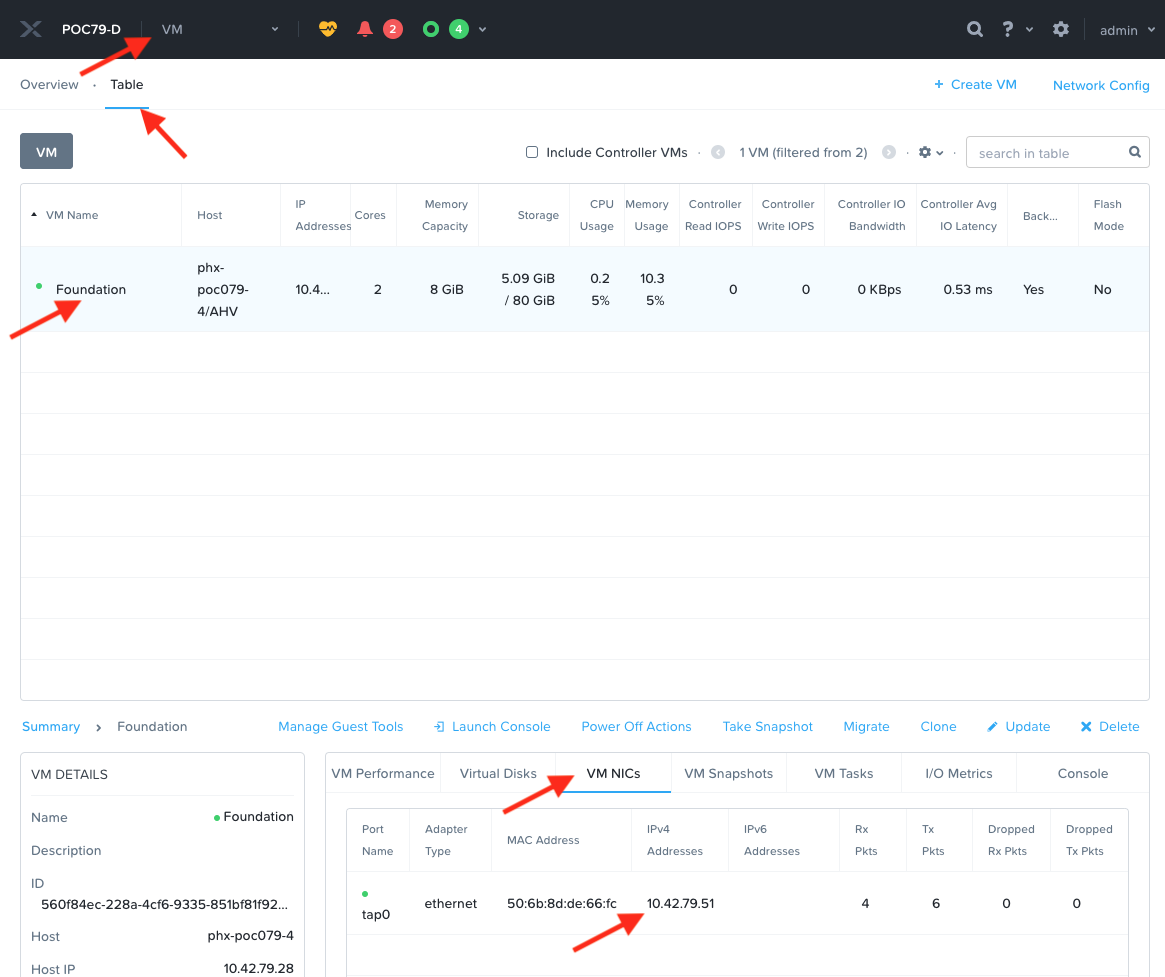 POC79-D VM 2 4 ? admin
Overview · Table + Create VM Network Config
VM Include Controller VMs · 1 VM (filtered from 2) · · search in table
VM Name Host IP Addresses Cores Memory Capacity Storage CPU Usage Memory Usage Controller Read IOPS Controller Write IOPS Controller IO Bandwidth Controller Avg IO Latency Back... Flash Mode
Foundation phx-poc079-4/AHV 10.4... 2 8 GiB 5.09 GiB / 80 GiB 0.25% 10.35% 0 0 0 KBps 0.53 ms Yes No
Summary > Foundation Manage Guest Tools Launch Console Power Off Actions Take Snapshot Migrate Clone Update Delete
VM DETAILS
Name Foundation
Description
ID
560f84ec-228a-4cf6-9335-851bf81f92...
Host phx-poc079-4
Host IP 10.42.79.28
VM Performance Virtual Disks VM NICs VM Snapshots VM Tasks I/O Metrics Console
Port Name Adapter Type MAC Address IPv4 Addresses IPv6 Addresses Rx Pkts Tx Pkts Dropped Rx Pkts Dropped Tx Pkts
tap0 ethernet 50:6b:8d:de:66:fc 10.42.79.51 4 6 0 0